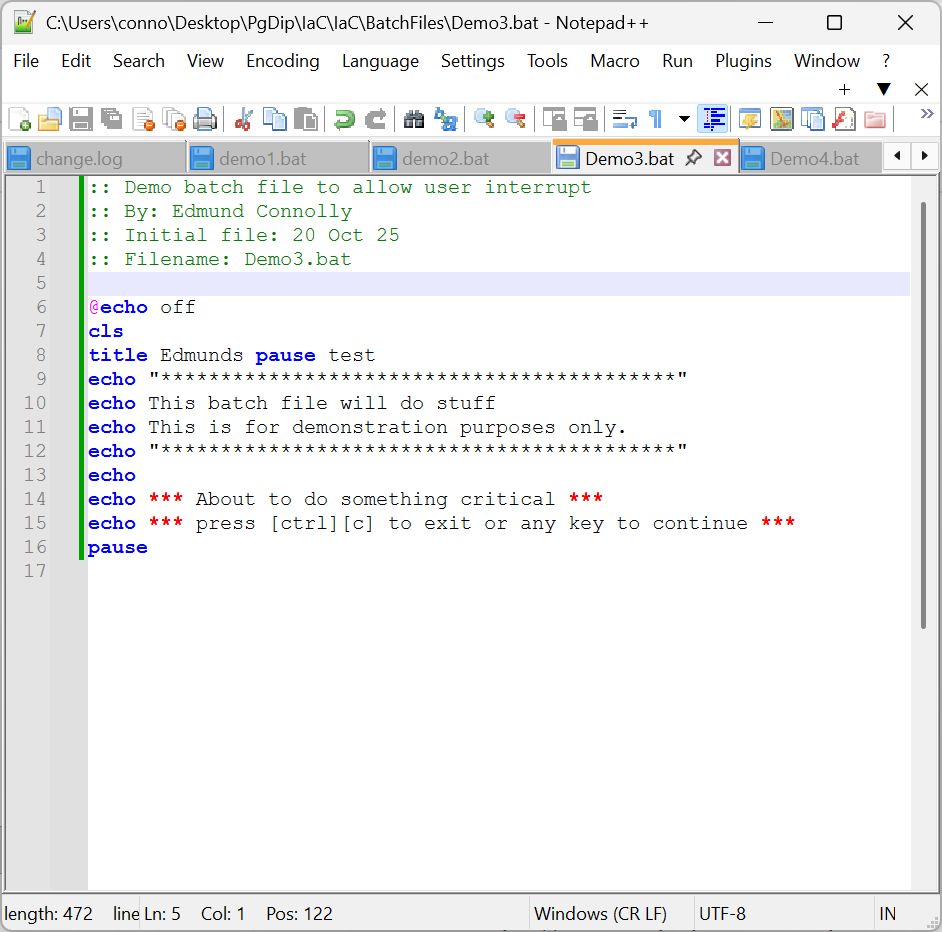 C:\Users\conno\Desktop\PgDip\IaC\IaC\BatchFiles\Demo3.bat - Notepad++
File Edit Search View Encoding Language Settings Tools Macro Run Plugins Window ?
change.log demo1.bat demo2.bat Demo3.bat Demo4.bat
1 :: Demo batch file to allow user interrupt
2 :: By: Edmund Connolly
3 :: Initial file: 20 Oct 25
4 :: Filename: Demo3.bat
5
6 @echo off
7 cls
8 title Edmunds pause test
9 echo "*******************************************"
10 echo This batch file will do stuff
11 echo This is for demonstration purposes only.
12 echo "*******************************************"
13 echo
14 echo *** About to do something critical ***
15 echo *** press [ctrl][c] to exit or any key to continue ***
16 pause
17
length: 472 line Ln: 5 Col: 1 Pos: 122 Windows (CR LF) UTF-8 IN